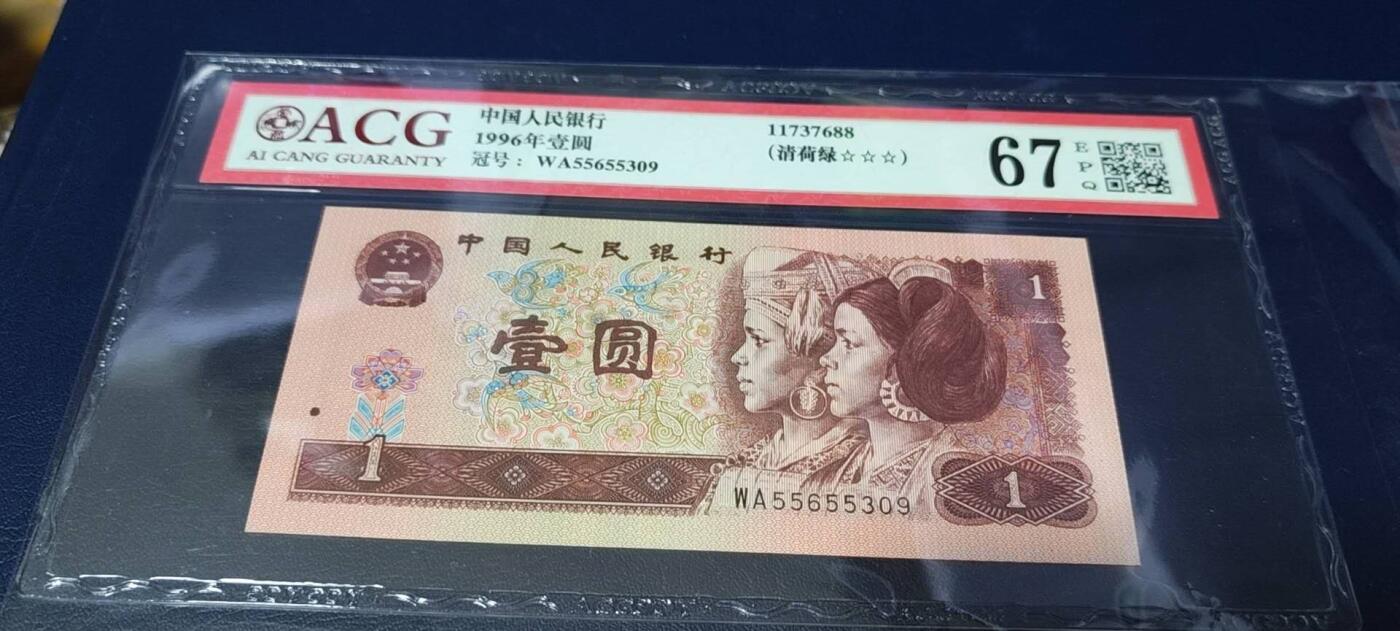 ACG
AI CANG GUARANTY
中国人民银行
1996年壹圆
冠号：WA55655309
11737688
（清荷绿☆☆☆）
67
E
P
Q
中国人民银行
1
壹圆
1
WA55655309
1